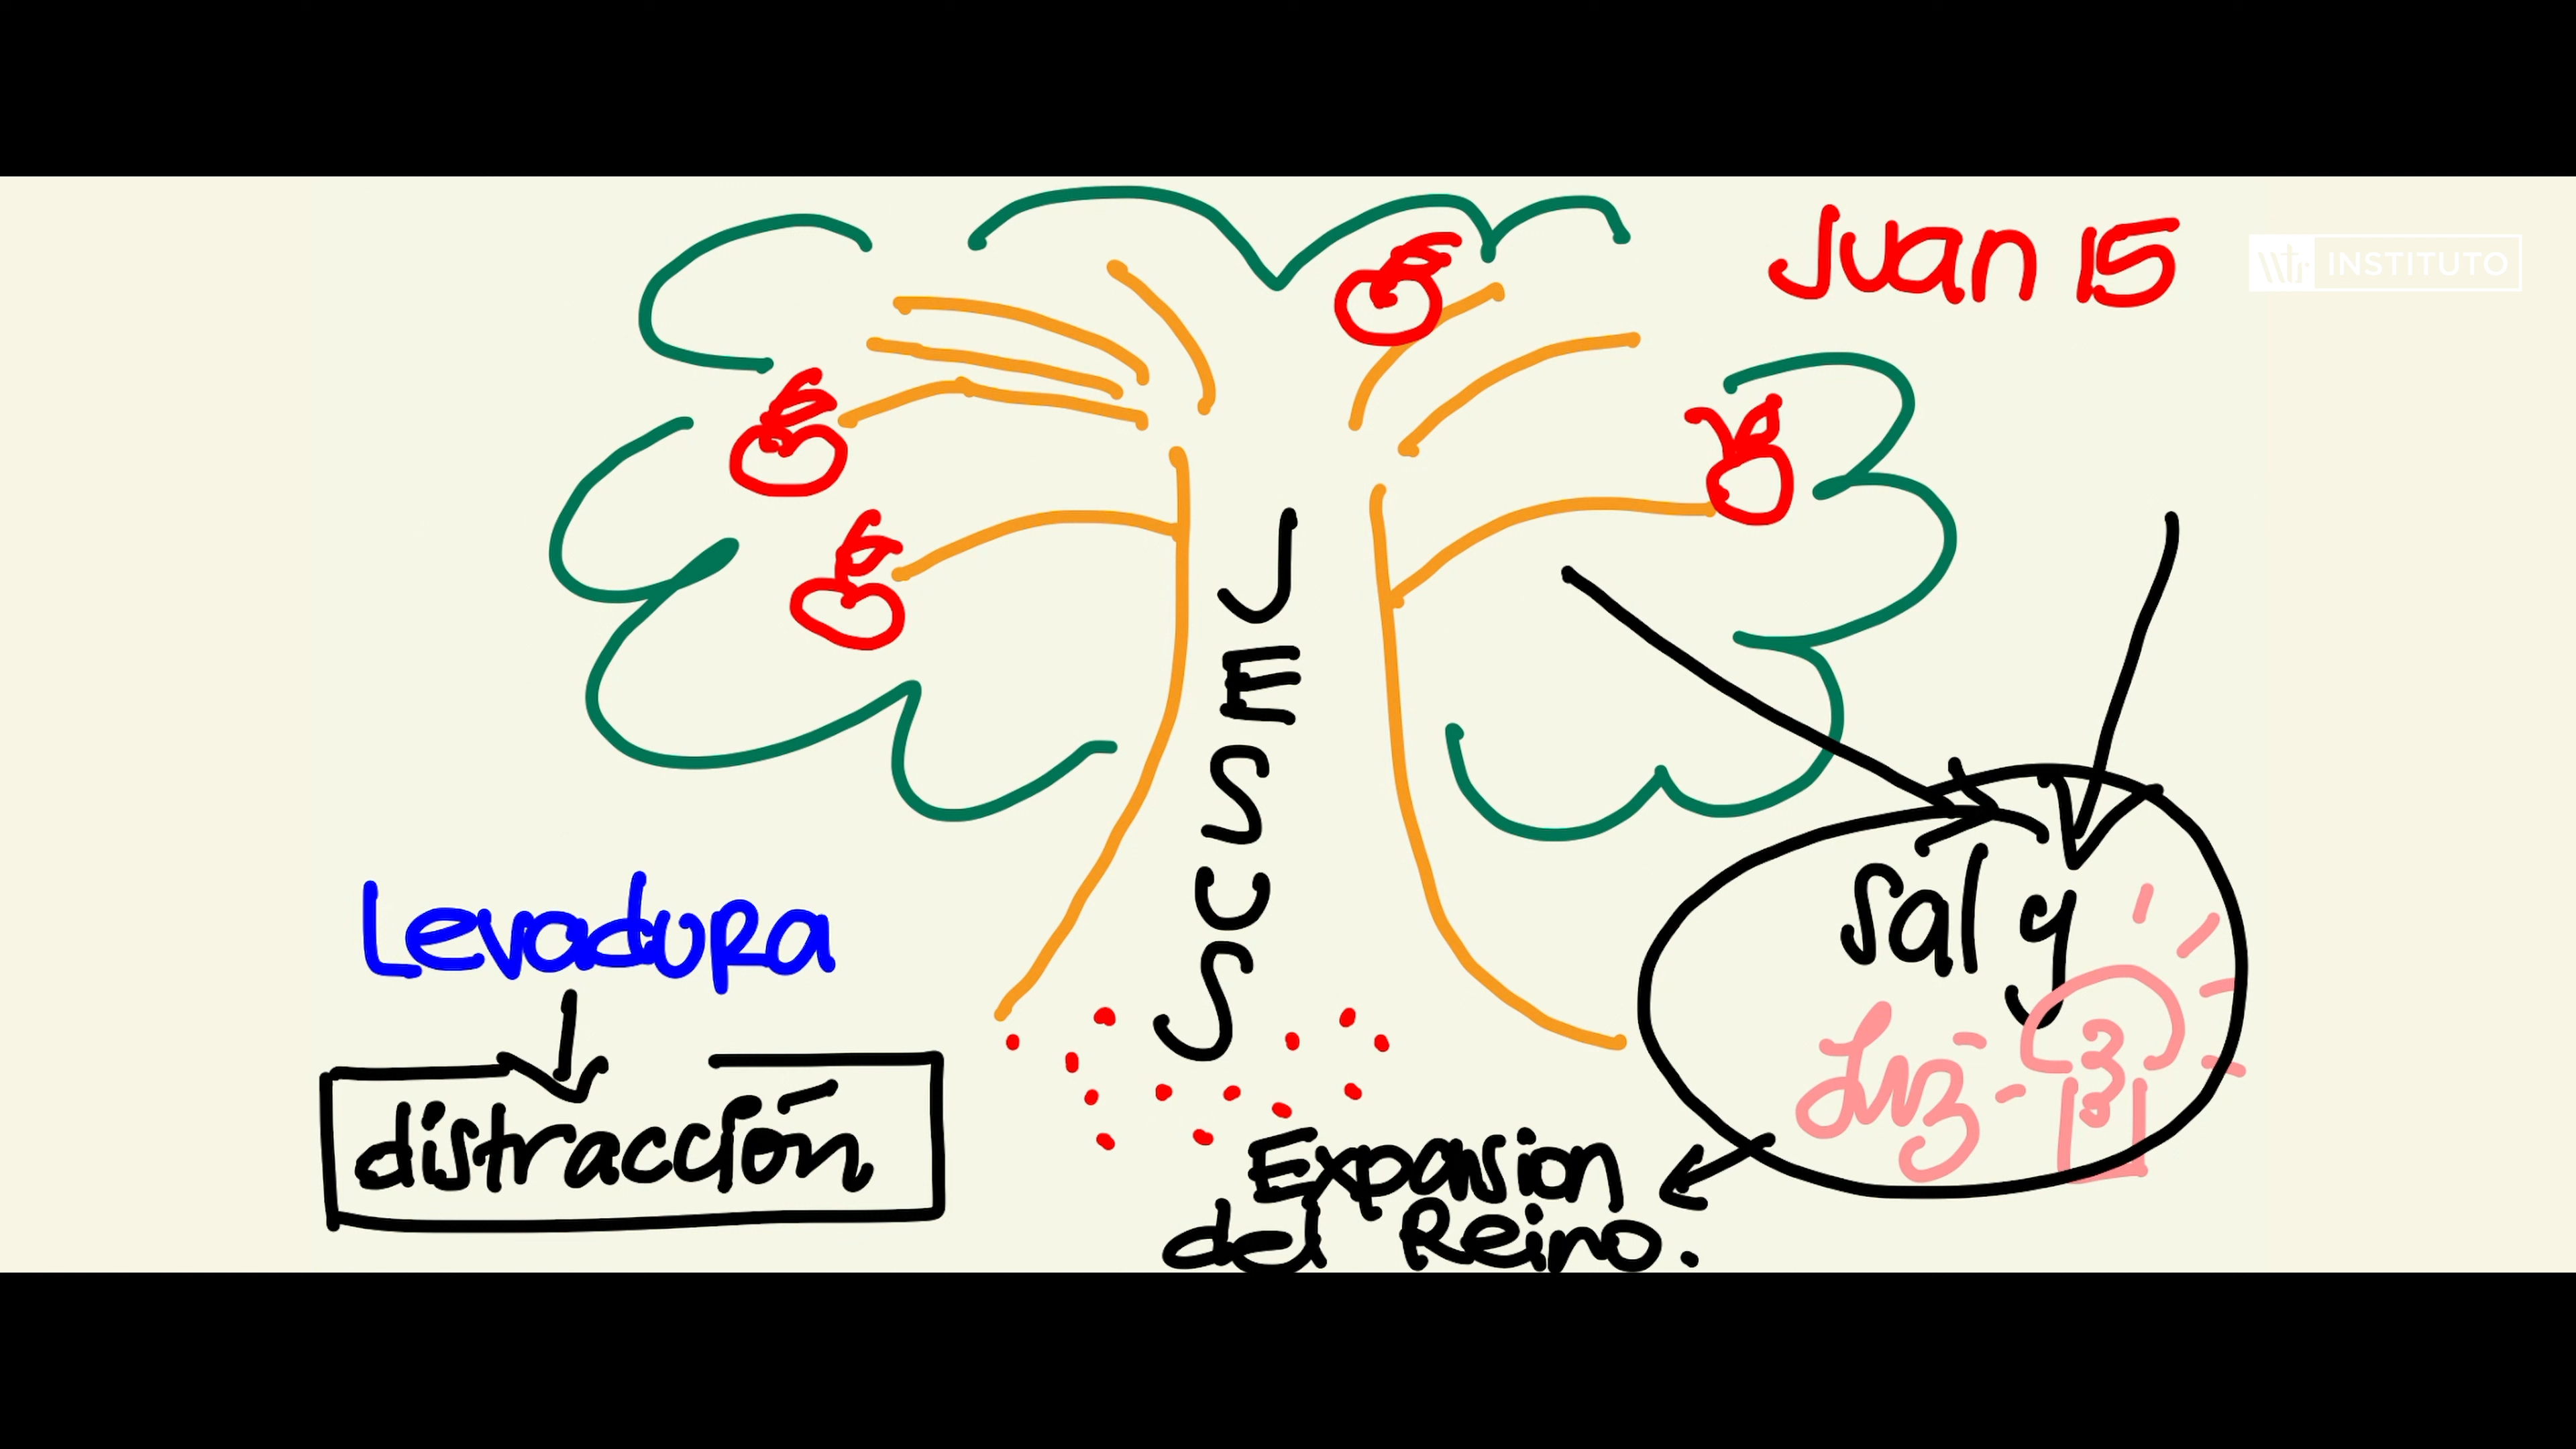 Juan 15
INSTITUTO
JESUS
Levadura
distracción
sal y
Luz
Expansion
del Reino.